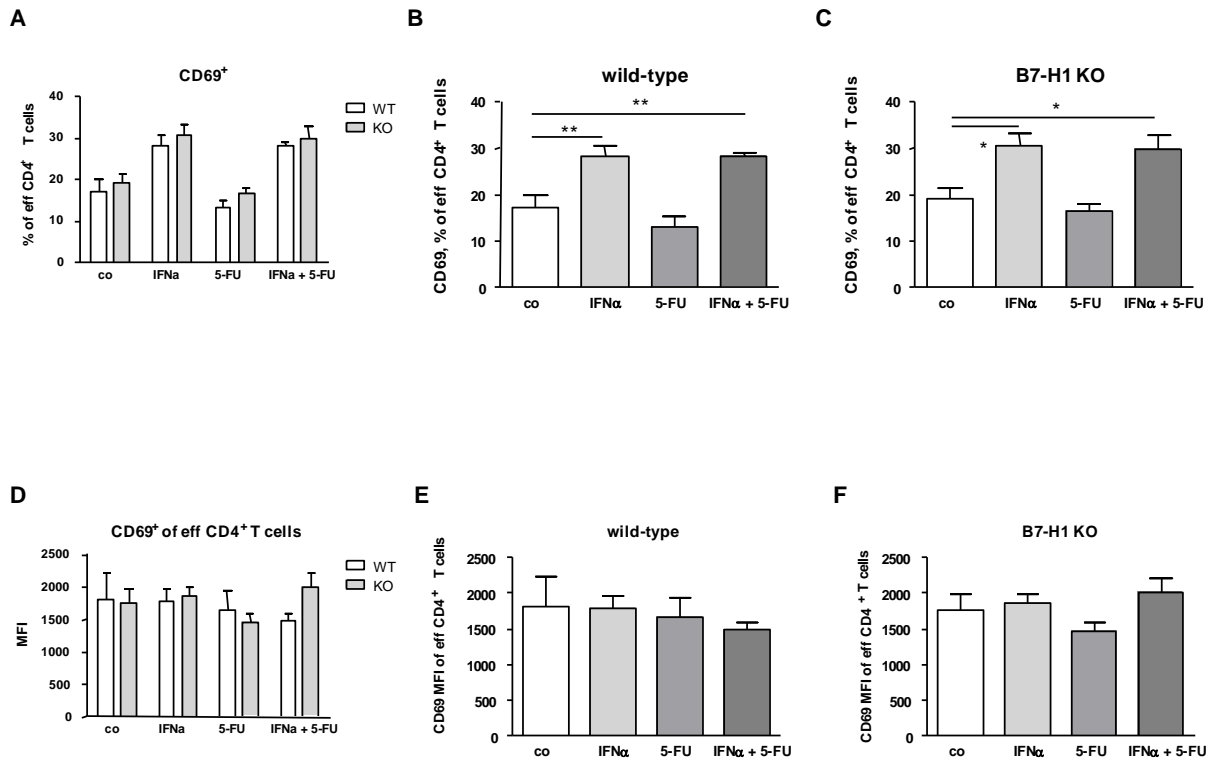 A
CD69⁺
% of eff CD4⁺ T cells
40
30
20
10
0
co IFNa 5-FU IFNa + 5-FU
WT
KO
B
wild-type
CD69, % of eff CD4⁺ T cells
40
30
20
10
0
**
**
co IFNα 5-FU IFNα + 5-FU
C
B7-H1 KO
CD69, % of eff CD4⁺ T cells
40
30
20
10
0
*
*
co IFNα 5-FU IFNα + 5-FU
D
CD69⁺ of eff CD4⁺ T cells
MFI
2500
2000
1500
1000
500
0
co IFNa 5-FU IFNa + 5-FU
WT
KO
E
wild-type
CD69 MFI of eff CD4⁺ T cells
2500
2000
1500
1000
500
0
co IFNα 5-FU IFNα + 5-FU
F
B7-H1 KO
CD69 MFI of eff CD4⁺ T cells
2500
2000
1500
1000
500
0
co IFNα 5-FU IFNα + 5-FU